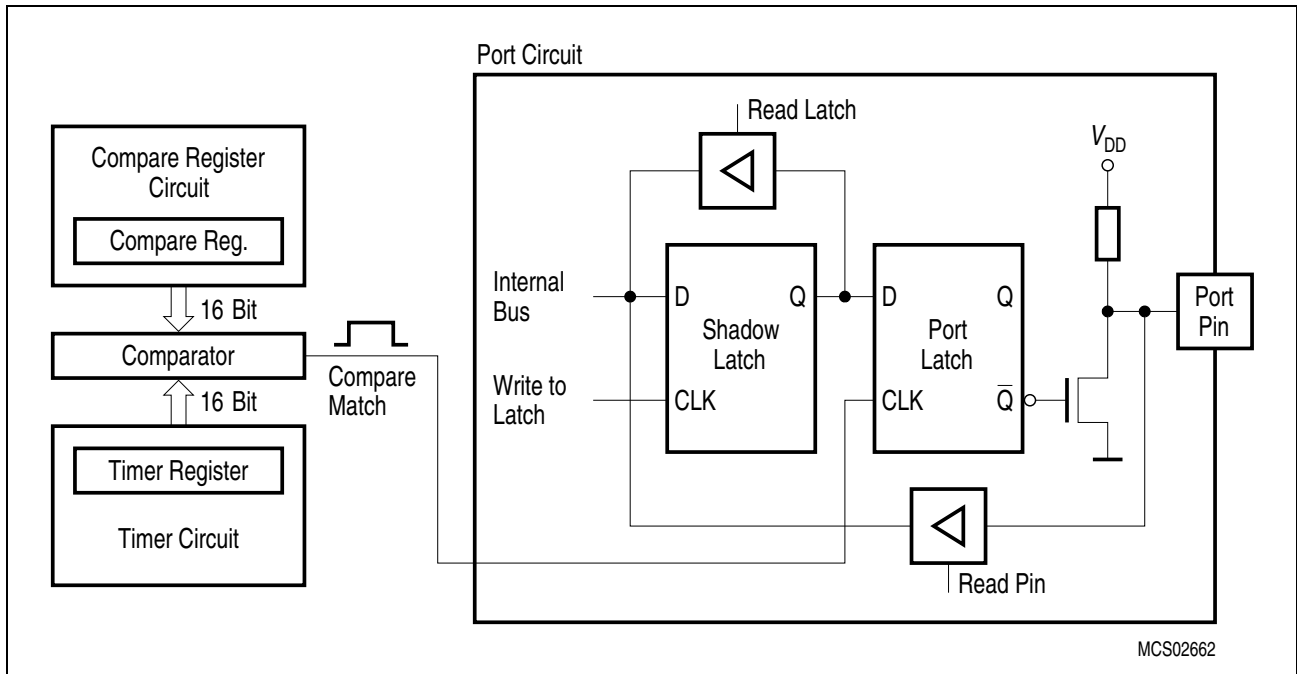 Port Circuit
Read Latch
V_DD
Compare Register
Circuit
Compare Reg.
16 Bit
Comparator
16 Bit
Timer Register
Timer Circuit
Compare
Match
Internal
Bus
Write to
Latch
D
Q
Shadow
Latch
CLK
D
Q
Port
Latch
CLK
Q̅
Port
Pin
Read Pin
MCS02662